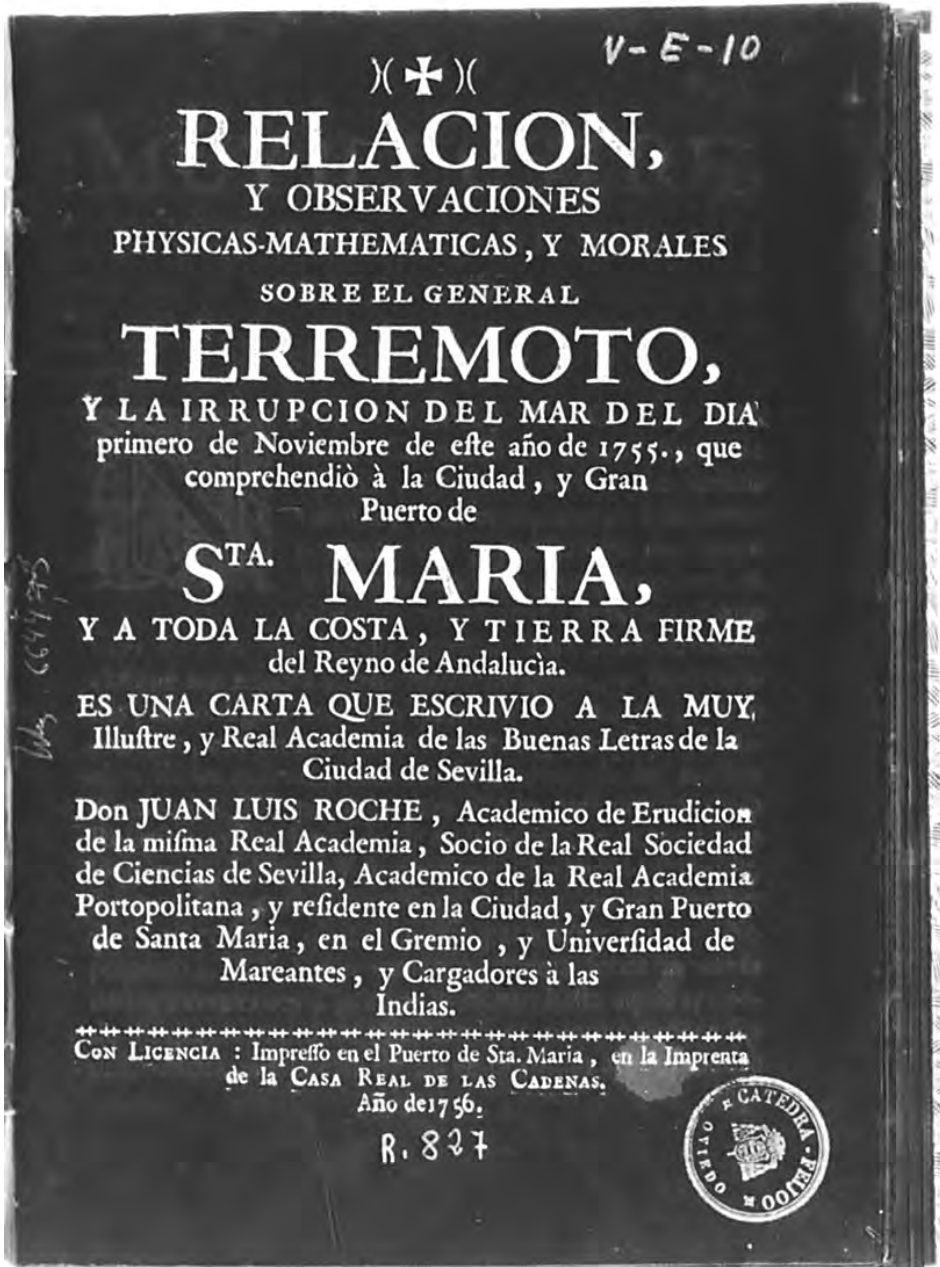 V-E-10
)(✠)(
RELACION,
Y OBSERVACIONES
PHYSICAS-MATHEMATICAS, Y MORALES
SOBRE EL GENERAL
TERREMOTO,
Y LA IRRUPCION DEL MAR DEL DIA
primero de Noviembre de eſte año de 1755., que
comprehendiò à la Ciudad, y Gran
Puerto de
STA. MARIA,
Y A TODA LA COSTA, Y TIERRA FIRME
del Reyno de Andalucìa.
ES UNA CARTA QUE ESCRIVIO A LA MUY,
Illuſtre, y Real Academia de las Buenas Letras de la
Ciudad de Sevilla.
Don JUAN LUIS ROCHE, Academico de Erudicion
de la miſma Real Academia, Socio de la Real Sociedad
de Ciencias de Sevilla, Academico de la Real Academia
Portopolitana, y reſidente en la Ciudad, y Gran Puerto
de Santa Maria, en el Gremio, y Univerſidad de
Mareantes, y Cargadores à las
Indias.
CON LICENCIA: Impreſſo en el Puerto de Sta. Maria, en la Imprenta
de la CASA REAL DE LAS CADENAS.
Año de 1756.
R. 827
CATEDRA-FEIJOO
OVIEDO